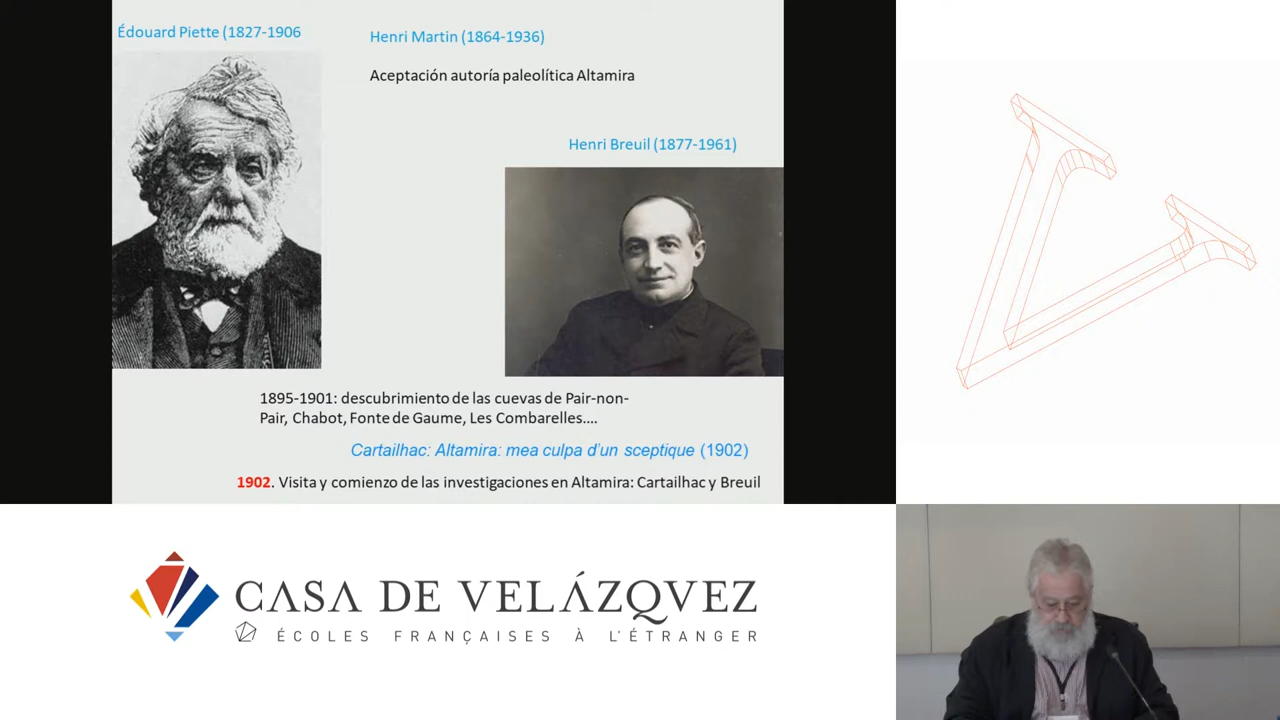 Édouard Piette (1827-1906
Henri Martin (1864-1936)
Aceptación autoría paleolítica Altamira
Henri Breuil (1877-1961)
1895-1901: descubrimiento de las cuevas de Pair-non-
Pair, Chabot, Fonte de Gaume, Les Combarelles....
Cartailhac: Altamira: mea culpa d'un sceptique (1902)
1902. Visita y comienzo de las investigaciones en Altamira: Cartailhac y Breuil
CASA DE VELÁZQVEZ
ÉCOLES FRANÇAISES À L'ÉTRANGER